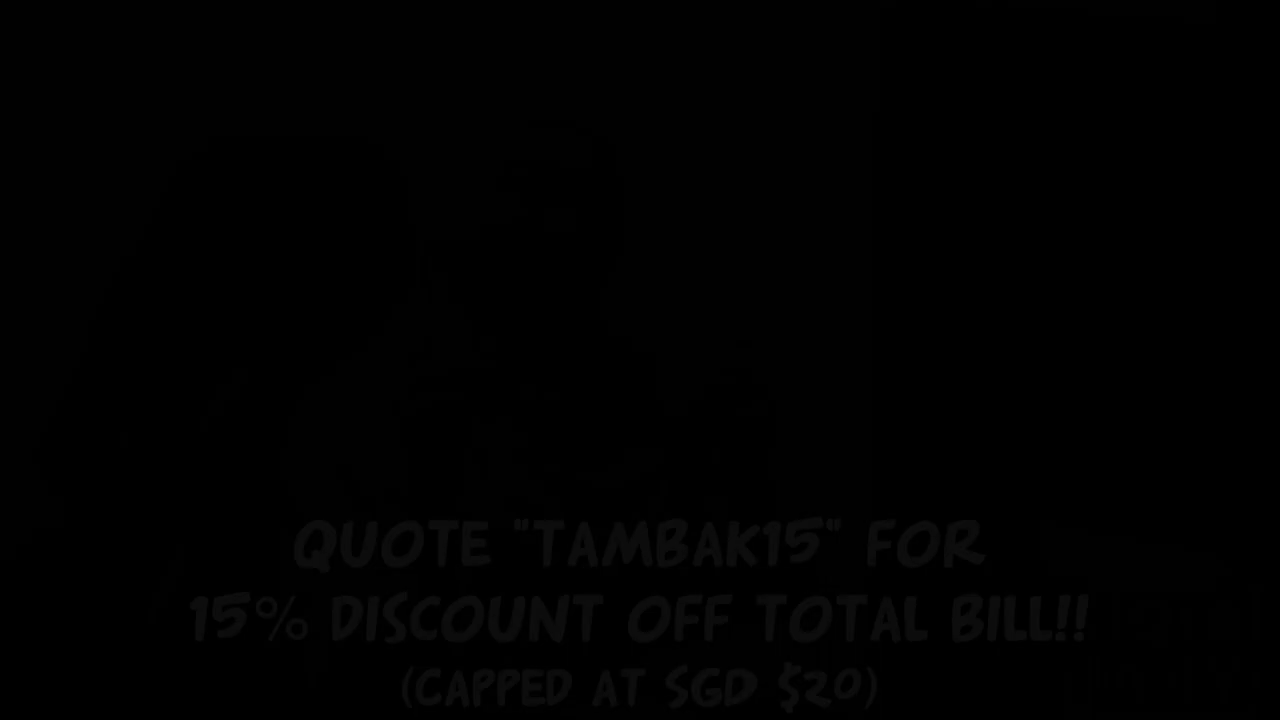 QUOTE "TAMBAK15" FOR
15% DISCOUNT OFF TOTAL BILL!!
(CAPPED AT SGD $20)